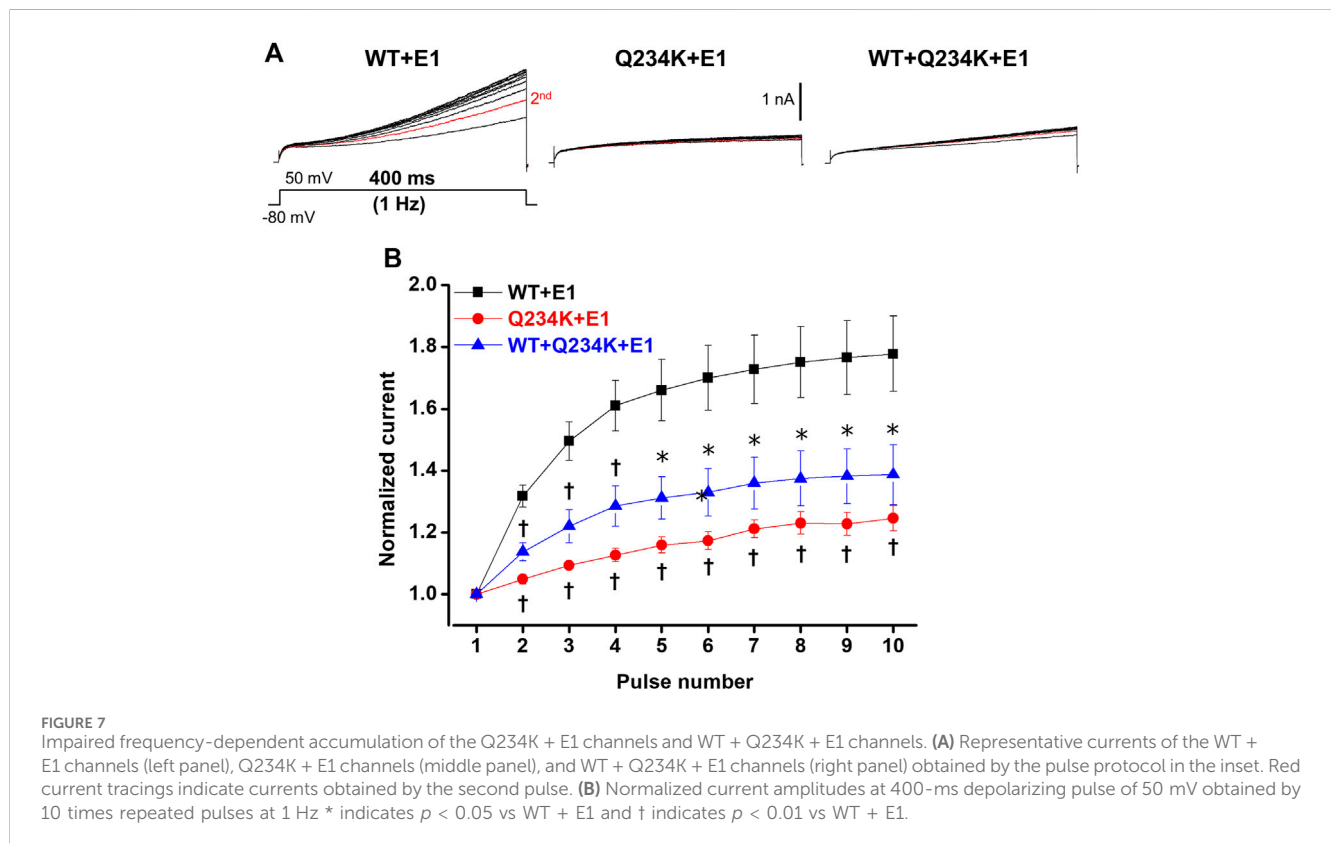 A
WT+E1
Q234K+E1
WT+Q234K+E1
2nd
1 nA
50 mV
400 ms
(1 Hz)
-80 mV
B
Normalized current
2.0
1.8
1.6
1.4
1.2
1.0
WT+E1
Q234K+E1
WT+Q234K+E1
† † † * * * * * * *
† † † † † † † † †
1 2 3 4 5 6 7 8 9 10
Pulse number
FIGURE 7
Impaired frequency-dependent accumulation of the Q234K + E1 channels and WT + Q234K + E1 channels. (A) Representative currents of the WT +
E1 channels (left panel), Q234K + E1 channels (middle panel), and WT + Q234K + E1 channels (right panel) obtained by the pulse protocol in the inset. Red
current tracings indicate currents obtained by the second pulse. (B) Normalized current amplitudes at 400-ms depolarizing pulse of 50 mV obtained by
10 times repeated pulses at 1 Hz * indicates p < 0.05 vs WT + E1 and † indicates p < 0.01 vs WT + E1.